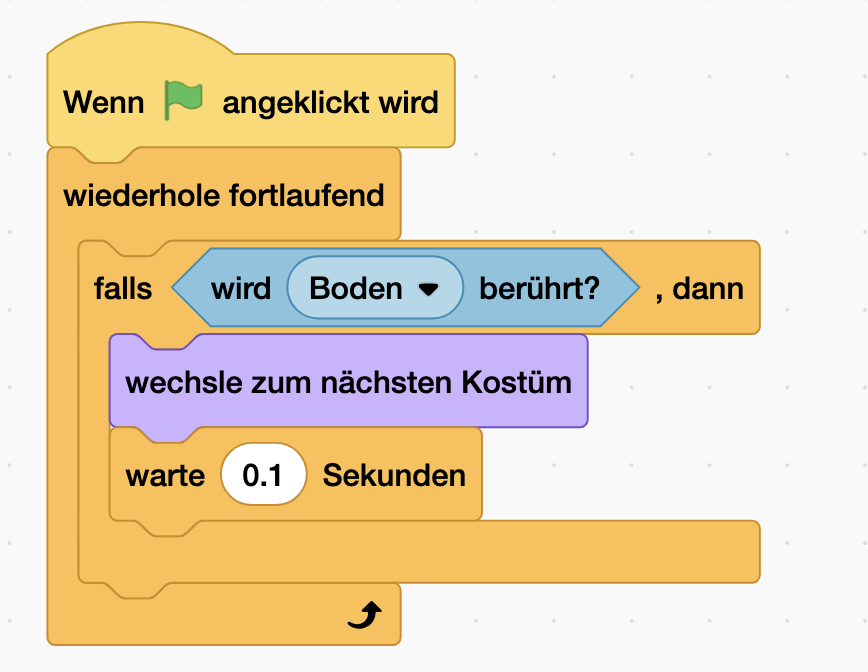 Wenn angeklickt wird
wiederhole fortlaufend
falls wird Boden berührt? , dann
wechsle zum nächsten Kostüm
warte 0.1 Sekunden